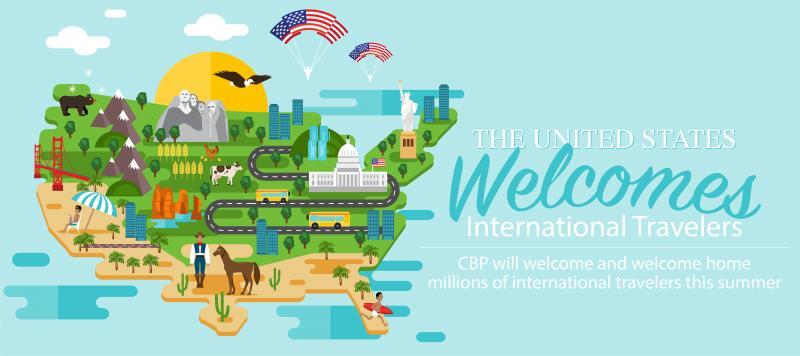 THE UNITED STATES
Welcomes
International Travelers
CBP will welcome and welcome home
millions of international travelers this summer